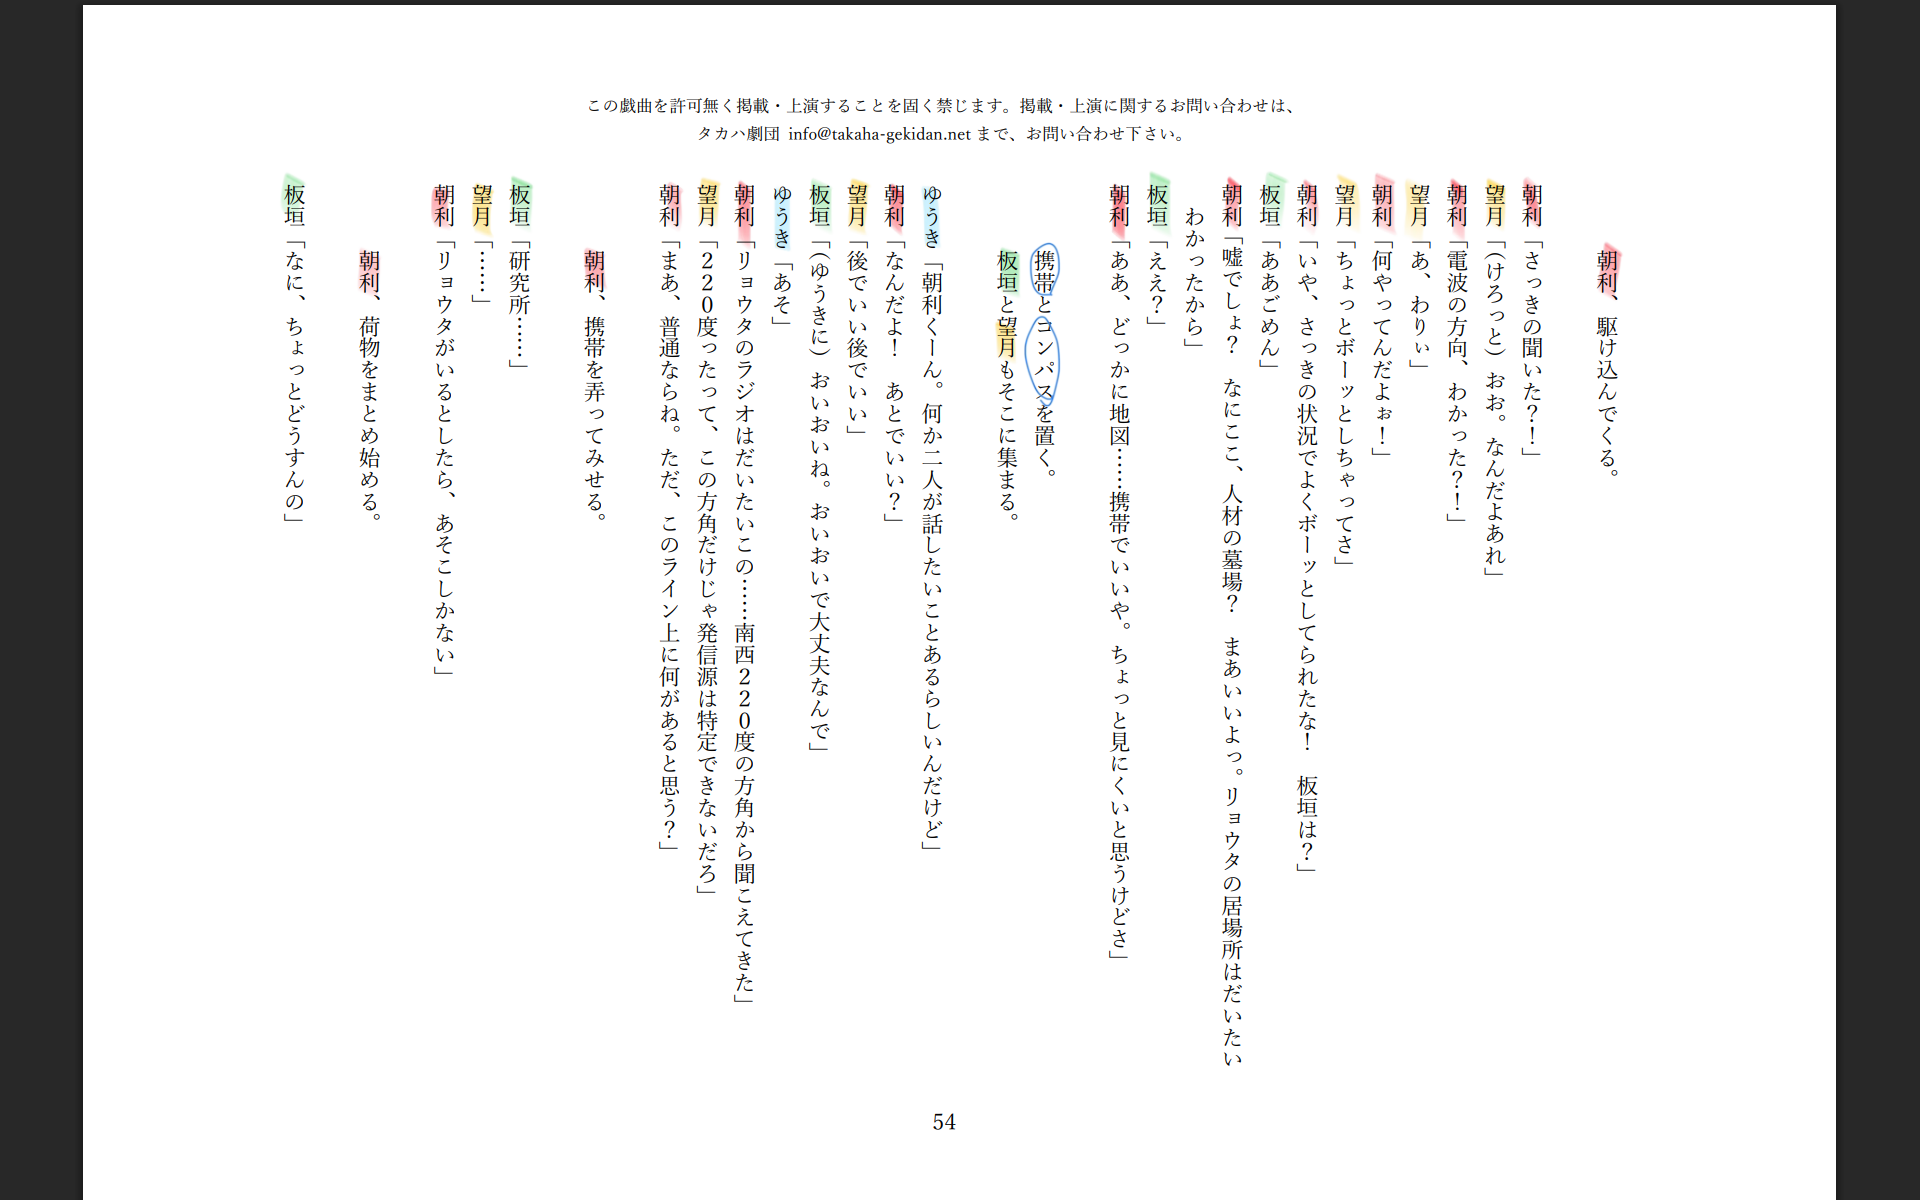 この戯曲を許可無く掲載・上演することを固く禁じます。掲載・上演に関するお問い合わせは、
タカハ劇団 info@takaha-gekidan.net まで、お問い合わせ下さい。
朝利、駆け込んでくる。
朝利「さっきの聞いた？！」
望月「（けろっと）おお。なんだよあれ」
朝利「電波の方向、わかった？！」
望月「あ、わりぃ」
朝利「何やってんだよぉ！」
望月「ちょっとボーッとしちゃってさ」
朝利「いや、さっきの状況でよくボーッとしてられたな！　板垣は？」
板垣「ああごめん」
朝利「嘘でしょ？　なにここ、人材の墓場？　まあいいよっ。リョウタの居場所はだいたい
わかったから」
板垣「ええ？」
朝利「ああ、どっかに地図……携帯でいいや。ちょっと見にくいと思うけどさ」
携帯とコンパスを置く。
板垣と望月もそこに集まる。
ゆうき「朝利くーん。何か二人が話したいことあるらしいんだけど」
朝利「なんだよ！　あとでいい？」
望月「後でいい後でいい」
板垣「（ゆうきに）おいおいね。おいおいで大丈夫なんで」
ゆうき「あそ」
朝利「リョウタのラジオはだいたいこの……南西２２０度の方角から聞こえてきた」
望月「２２０度ったって、この方角だけじゃ発信源は特定できないだろ」
朝利「まあ、普通ならね。ただ、このライン上に何があると思う？」
朝利、携帯を弄ってみせる。
板垣「研究所……」
望月「……」
朝利「リョウタがいるとしたら、あそこしかない」
朝利、荷物をまとめ始める。
板垣「なに、ちょっとどうすんの」
54